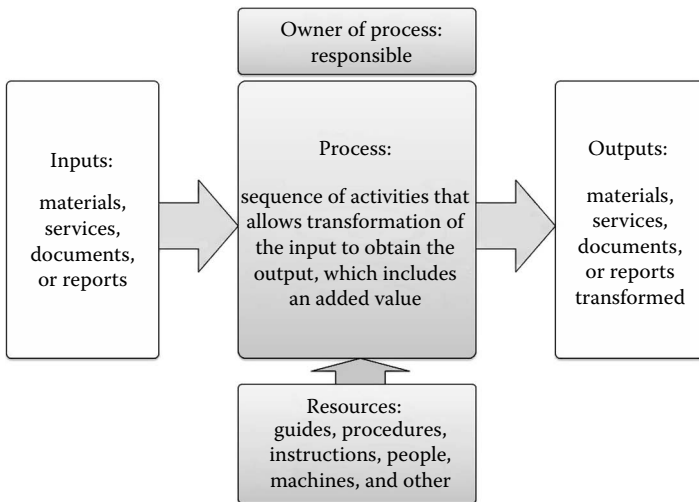 Owner of process:
responsible
Inputs:
materials,
services,
documents,
or reports
Process:
sequence of activities that
allows transformation of
the input to obtain the
output, which includes
an added value
Outputs:
materials,
services,
documents,
or reports
transformed
Resources:
guides, procedures,
instructions, people,
machines, and other